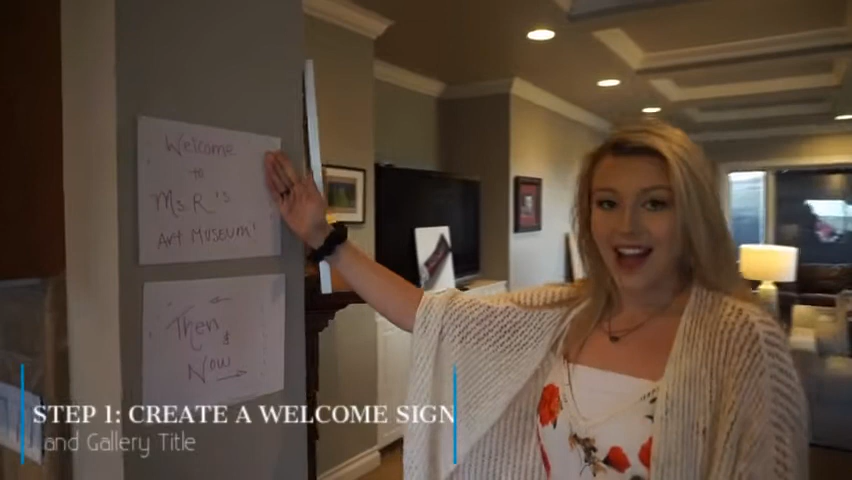 Welcome
to
Ms. R's
Art Museum!
Then &
Now
STEP 1: CREATE A WELCOME SIGN
and Gallery Title